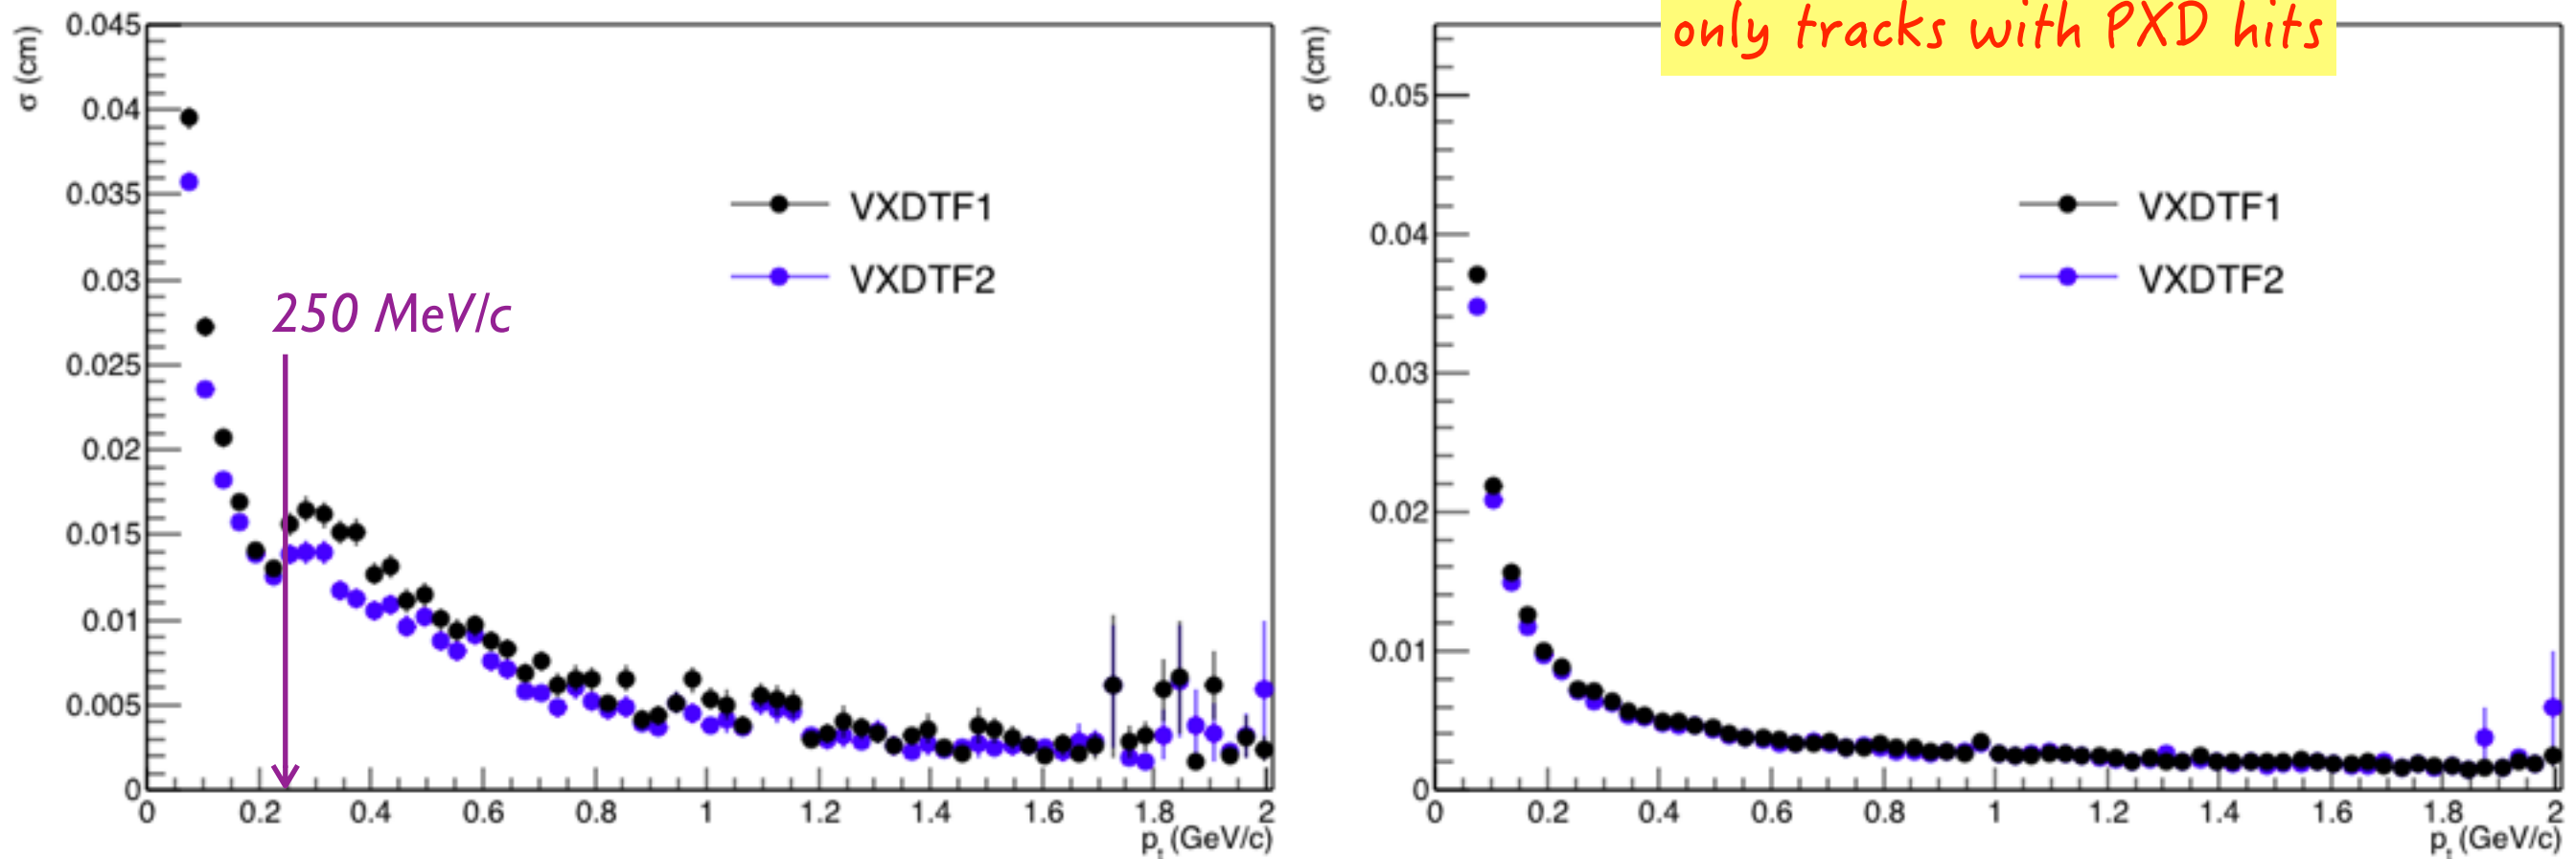 σ (cm)
0.045
0.04
0.035
0.03
0.025
0.02
0.015
0.01
0.005
0
0 0.2 0.4 0.6 0.8 1 1.2 1.4 1.6 1.8 2
p_t (GeV/c)
VXDTF1
VXDTF2
250 MeV/c
only tracks with PXD hits
σ (cm)
0.05
0.04
0.03
0.02
0.01
0
0 0.2 0.4 0.6 0.8 1 1.2 1.4 1.6 1.8 2
p_t (GeV/c)
VXDTF1
VXDTF2